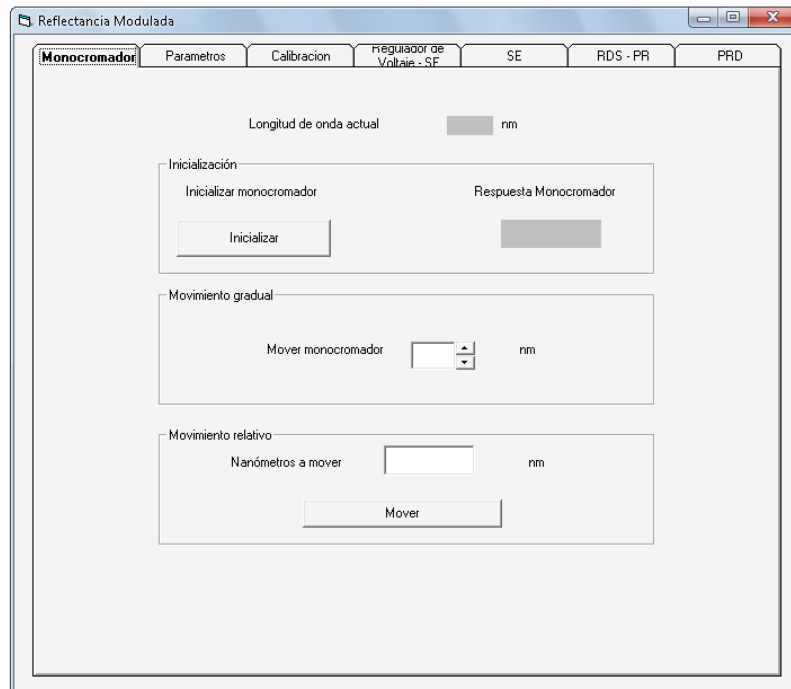 Reflectancia Modulada
Monocromador Parametros Calibracion Regulador de Voltaje - SE SE RDS - PR PRD
Longitud de onda actual nm
Inicialización
Inicializar monocromador Respuesta Monocromador
Inicializar
Movimiento gradual
Mover monocromador nm
Movimiento relativo
Nanómetros a mover nm
Mover